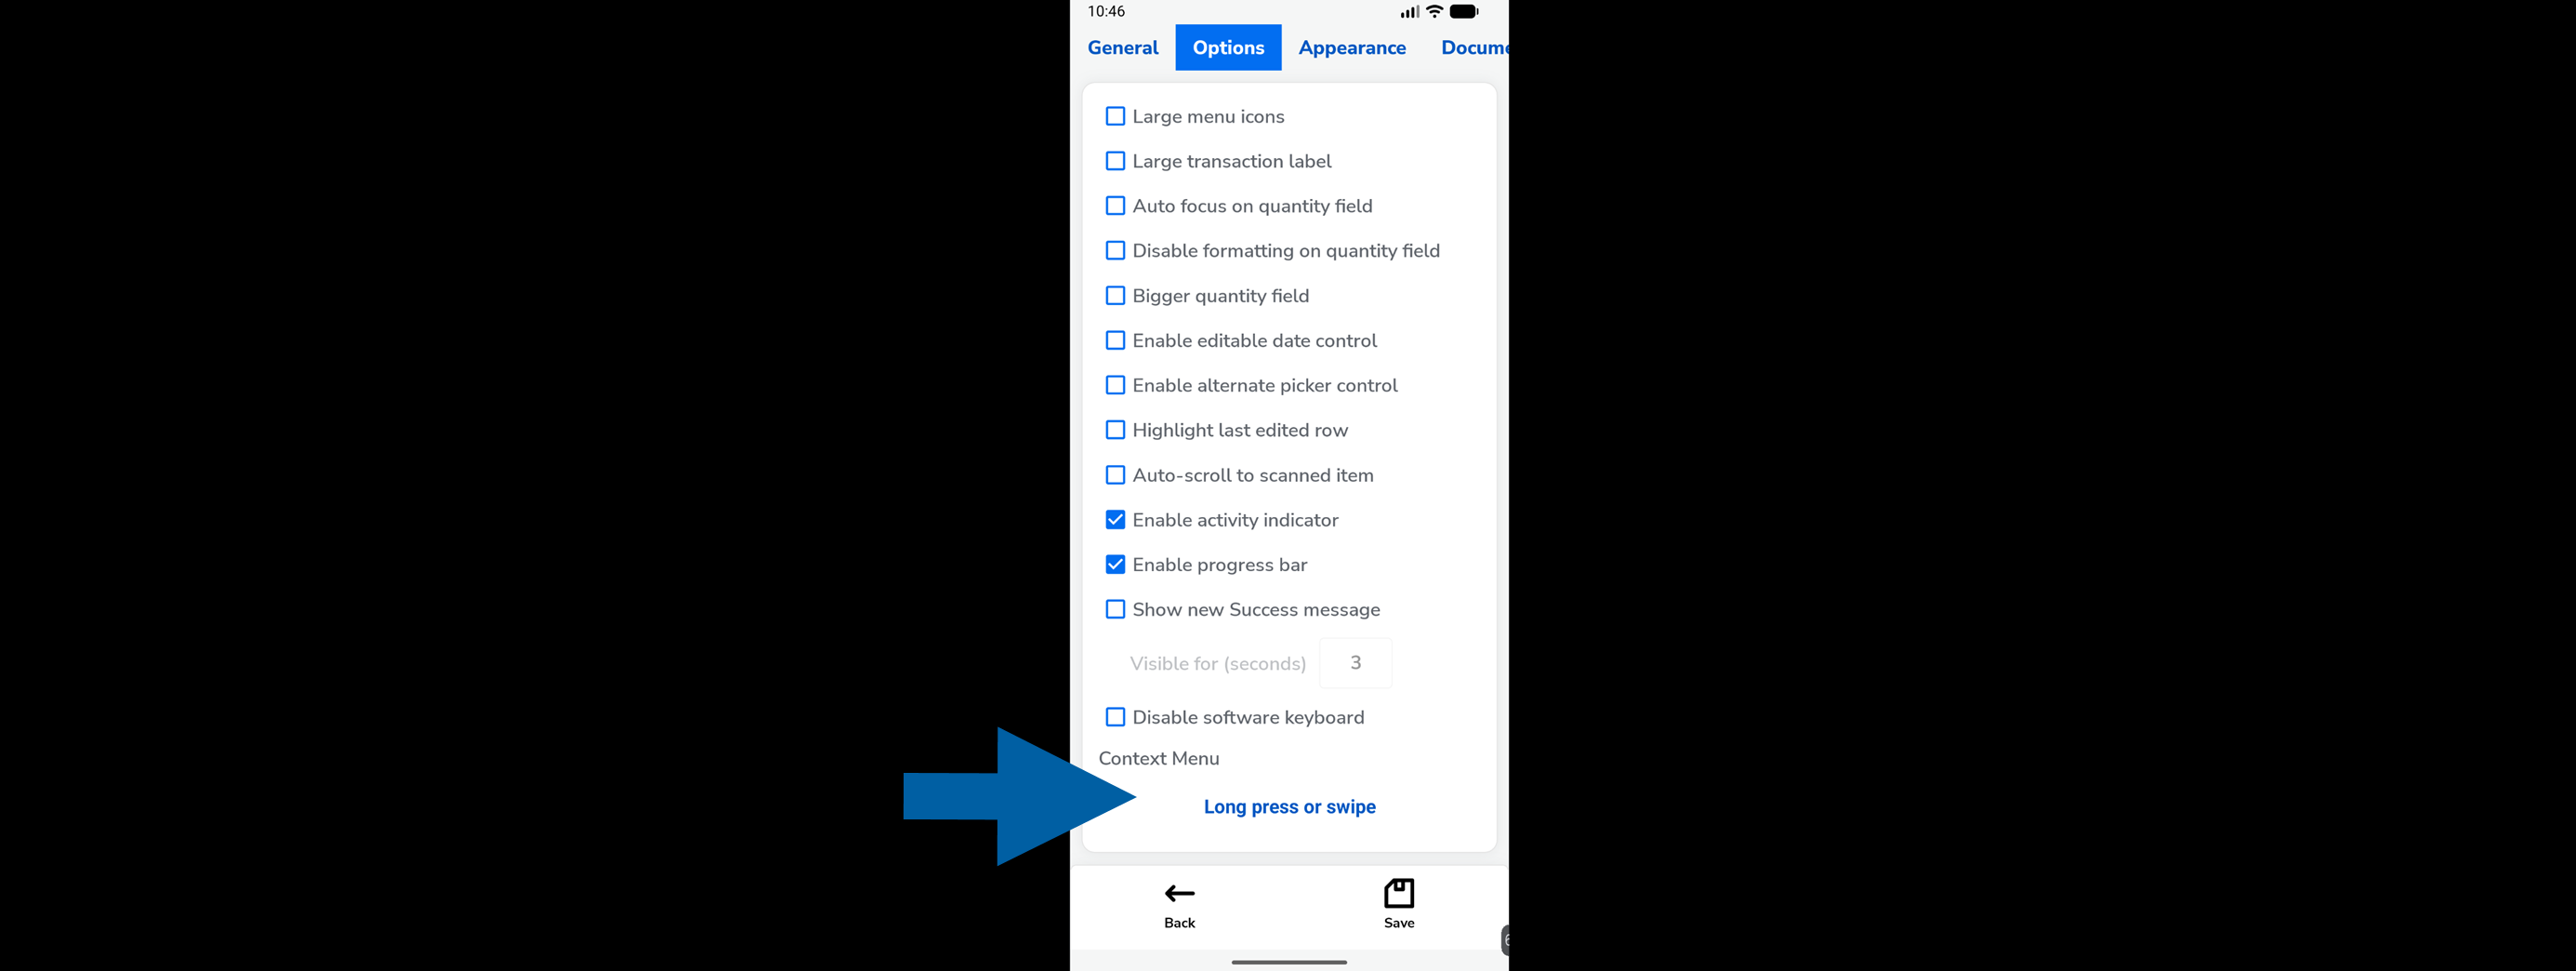 10:46
General Options Appearance Docume
Large menu icons
Large transaction label
Auto focus on quantity field
Disable formatting on quantity field
Bigger quantity field
Enable editable date control
Enable alternate picker control
Highlight last edited row
Auto-scroll to scanned item
Enable activity indicator
Enable progress bar
Show new Success message
Visible for (seconds) 3
Disable software keyboard
Context Menu
Long press or swipe
Back Save